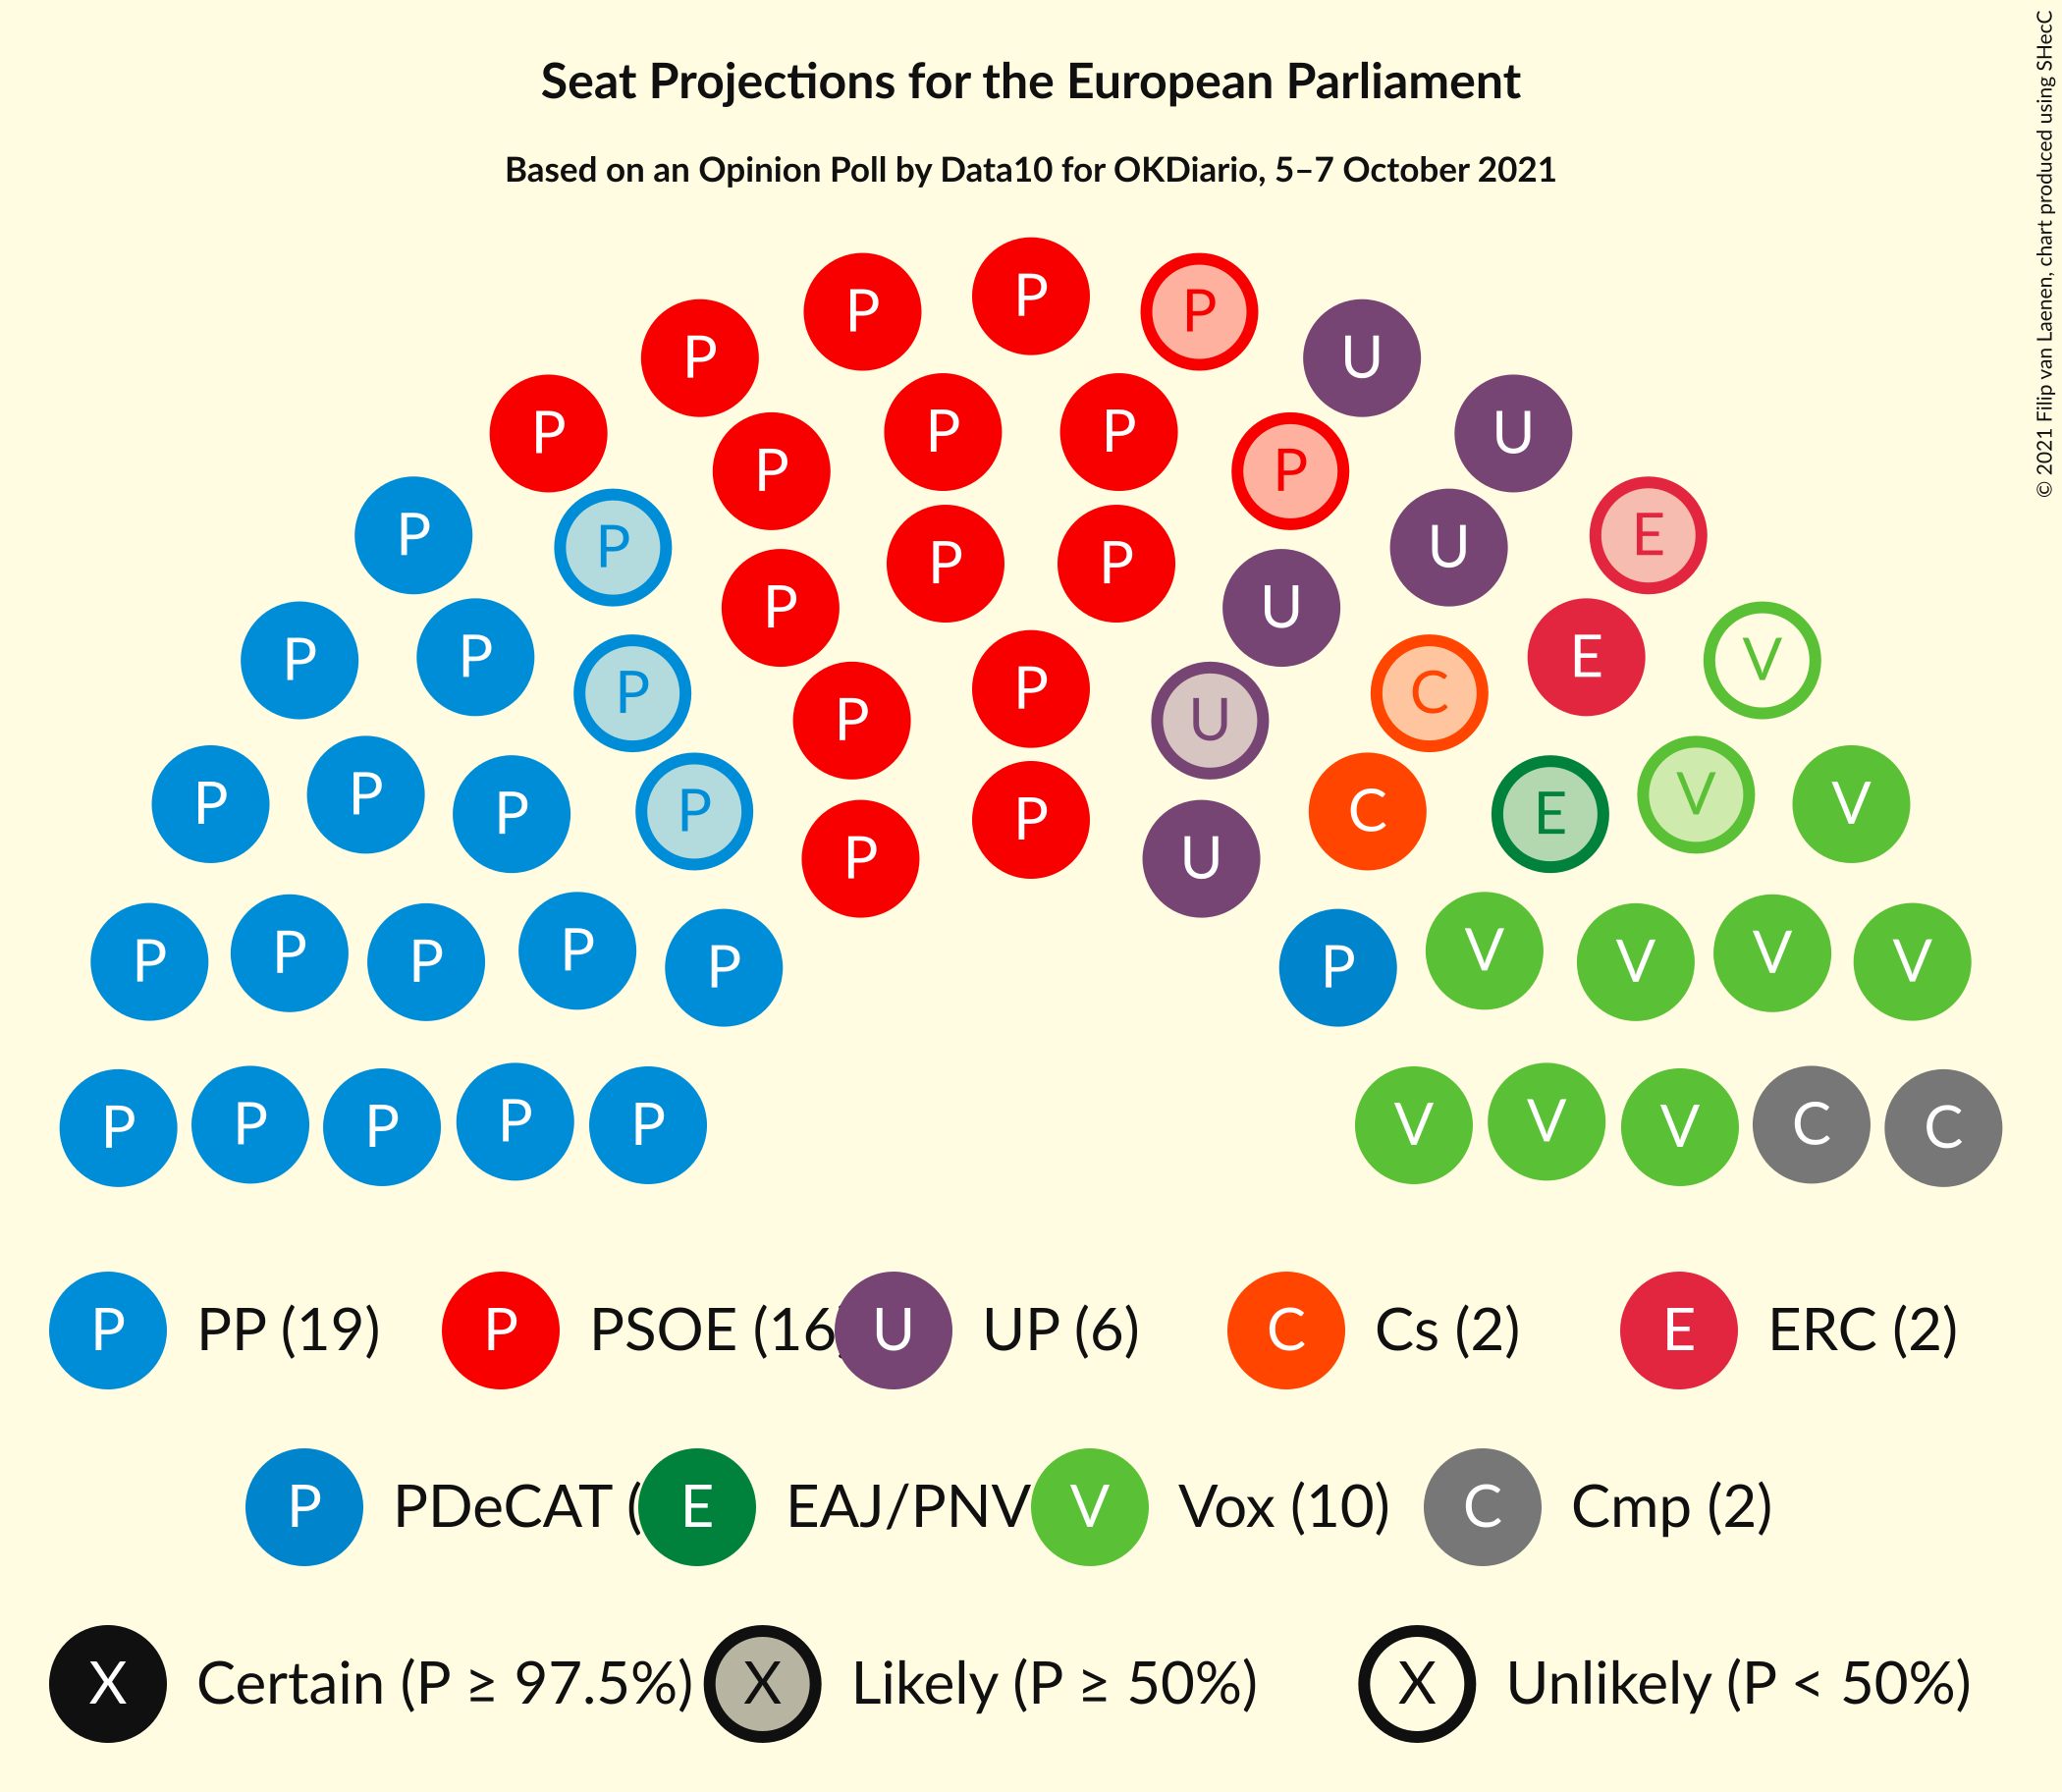 Seat Projections for the European Parliament
Based on an Opinion Poll by Data10 for OKDiario, 5–7 October 2021
© 2021 Filip van Laenen, chart produced using SHecC
P
P P
P U
P P P U
P P P
P P U E
P P P U
P P U
P P P C E V
P P
P P P P P U C E V V
P P P P P P V V V V
P P P P P V V V C C
P PP (19) P PSOE (16 U UP (6) C Cs (2) E ERC (2)
P PDeCAT ( E EAJ/PNV V Vox (10) C Cmp (2)
X Certain (P ≥ 97.5%) X Likely (P ≥ 50%) X Unlikely (P < 50%)